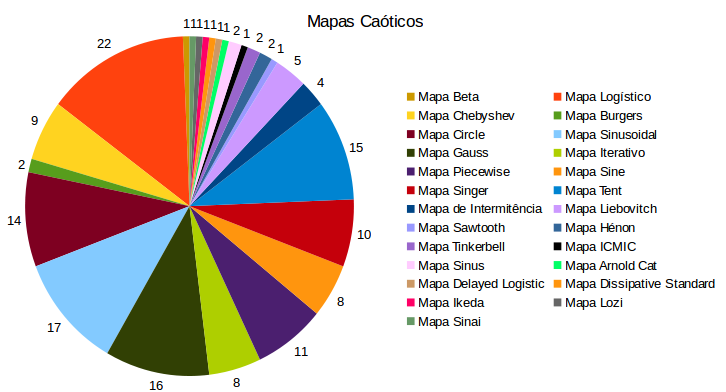 Mapas Caóticos
1 1 1 1 1 1 2 1 2 2 1 5 4 15 10 8 11 8 16 17 14 2 9 22
Mapa Beta Mapa Logístico
Mapa Chebyshev Mapa Burgers
Mapa Circle Mapa Sinusoidal
Mapa Gauss Mapa Iterativo
Mapa Piecewise Mapa Sine
Mapa Singer Mapa Tent
Mapa de Intermitência Mapa Liebovitch
Mapa Sawtooth Mapa Hénon
Mapa Tinkerbell Mapa ICMIC
Mapa Sinus Mapa Arnold Cat
Mapa Delayed Logistic Mapa Dissipative Standard
Mapa Ikeda Mapa Lozi
Mapa Sinai